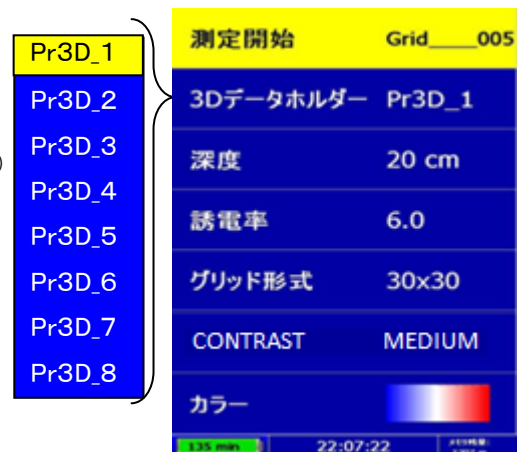 Pr3D_1
Pr3D_2
Pr3D_3
Pr3D_4
Pr3D_5
Pr3D_6
Pr3D_7
Pr3D_8
測定開始 Grid____005
3Dデータホルダー Pr3D_1
深度 20 cm
誘電率 6.0
グリッド形式 30x30
CONTRAST MEDIUM
カラー
135 min 22:07:22